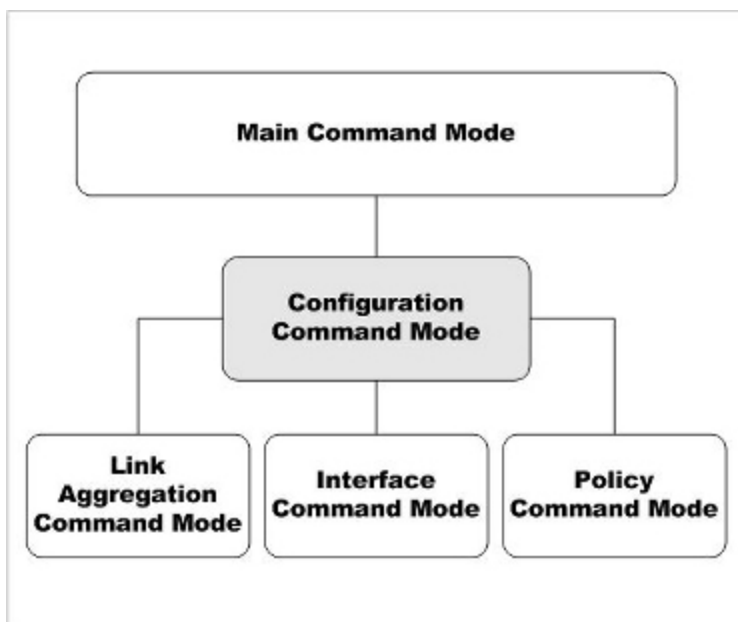 Main Command Mode
Configuration
Command Mode
Link
Aggregation
Command Mode
Interface
Command Mode
Policy
Command Mode